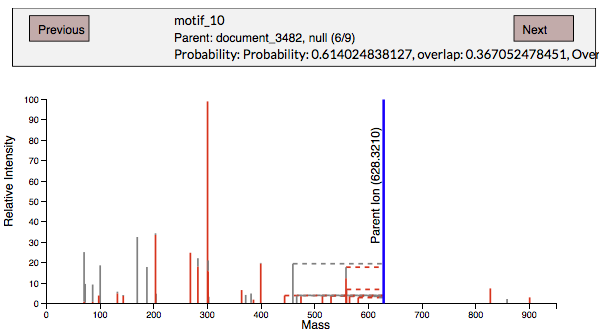 Previous
motif_10
Next
Parent: document_3482, null (6/9)
Probability: Probability: 0.614024838127, overlap: 0.367052478451, Over
100
90
80
70
60
50
40
30
20
10
0
Relative Intensity
Parent Ion (628.3210)
0 100 200 300 400 500 600 700 800 900
Mass